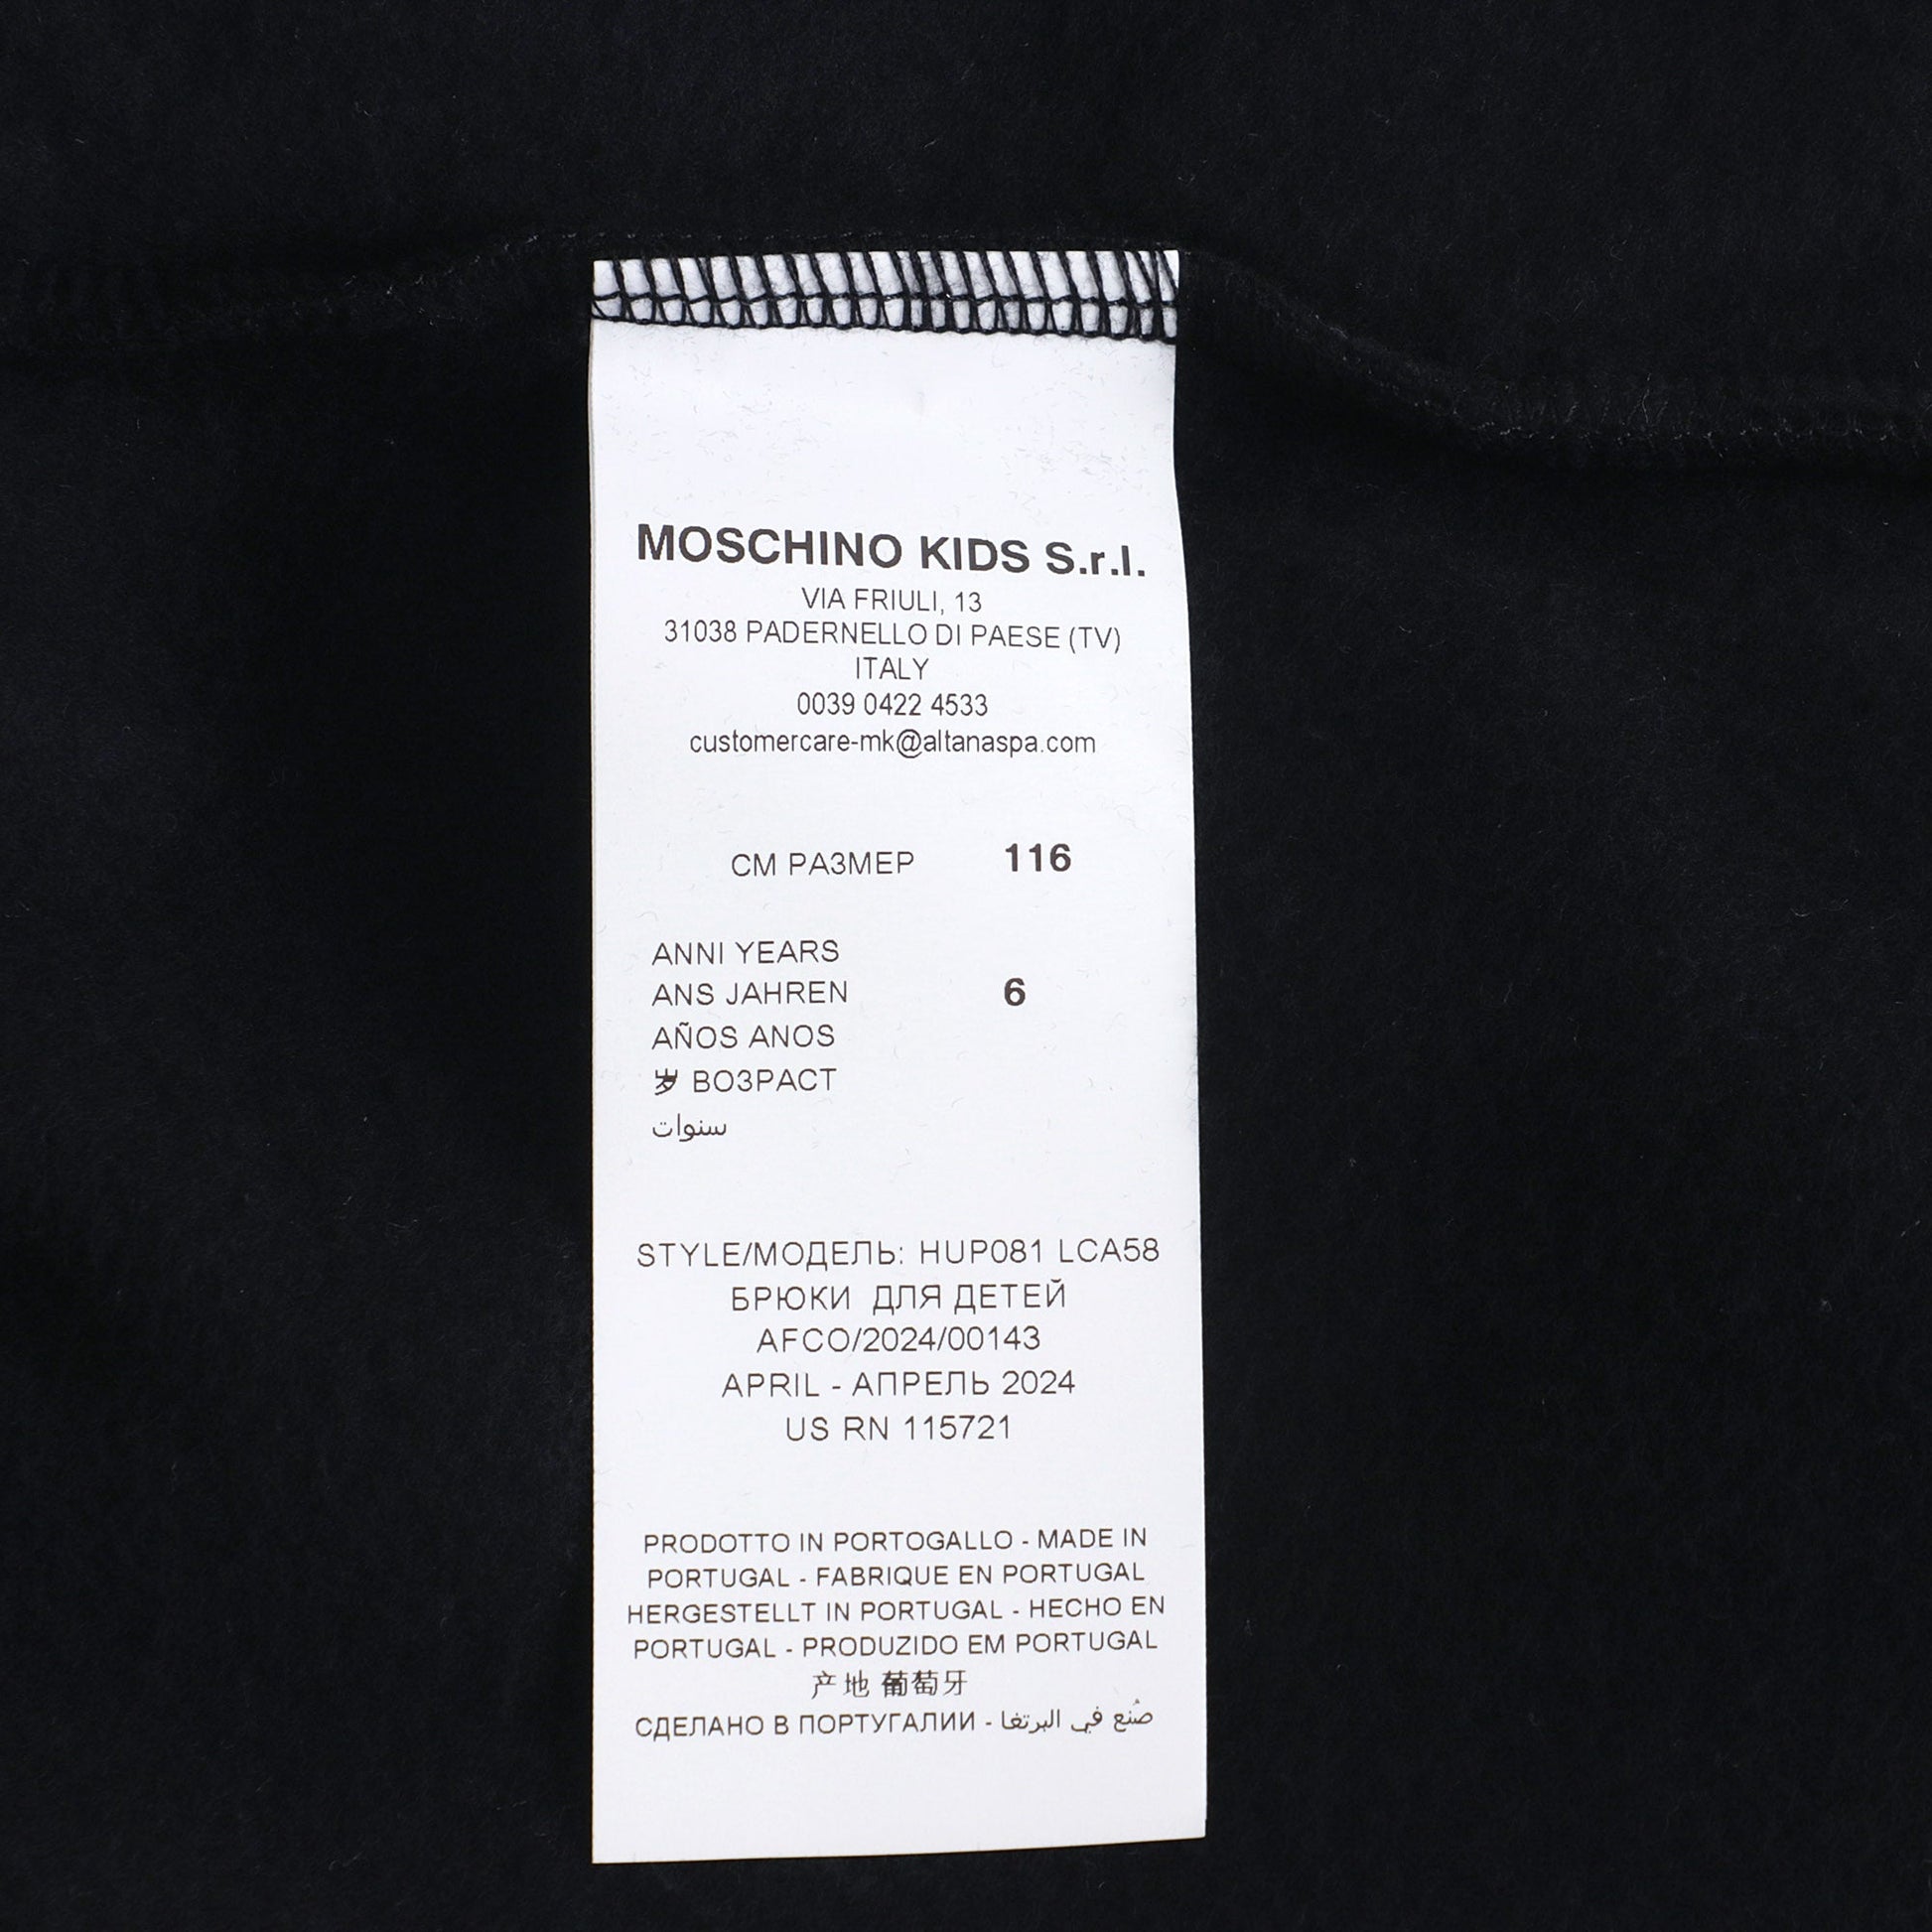 MOSCHINO KIDS S.r.l.
VIA FRIULI, 13
31038 PADERNELLO DI PAESE (TV)
ITALY
0039 0422 4533
customercare-mk@altanaspa.com
CM РАЗМЕР 116
ANNI YEARS
ANS JAHREN 6
AÑOS ANOS
岁 ВОЗРАСТ
سنوات
STYLE/МОДЕЛЬ: HUP081 LCA58
БРЮКИ ДЛЯ ДЕТЕЙ
AFCO/2024/00143
APRIL - АПРЕЛЬ 2024
US RN 115721
PRODOTTO IN PORTOGALLO - MADE IN
PORTUGAL - FABRIQUE EN PORTUGAL
HERGESTELLT IN PORTUGAL - HECHO EN
PORTUGAL - PRODUZIDO EM PORTUGAL
产地 葡萄牙
СДЕЛАНО В ПОРТУГАЛИИ - صُنع في البرتغا